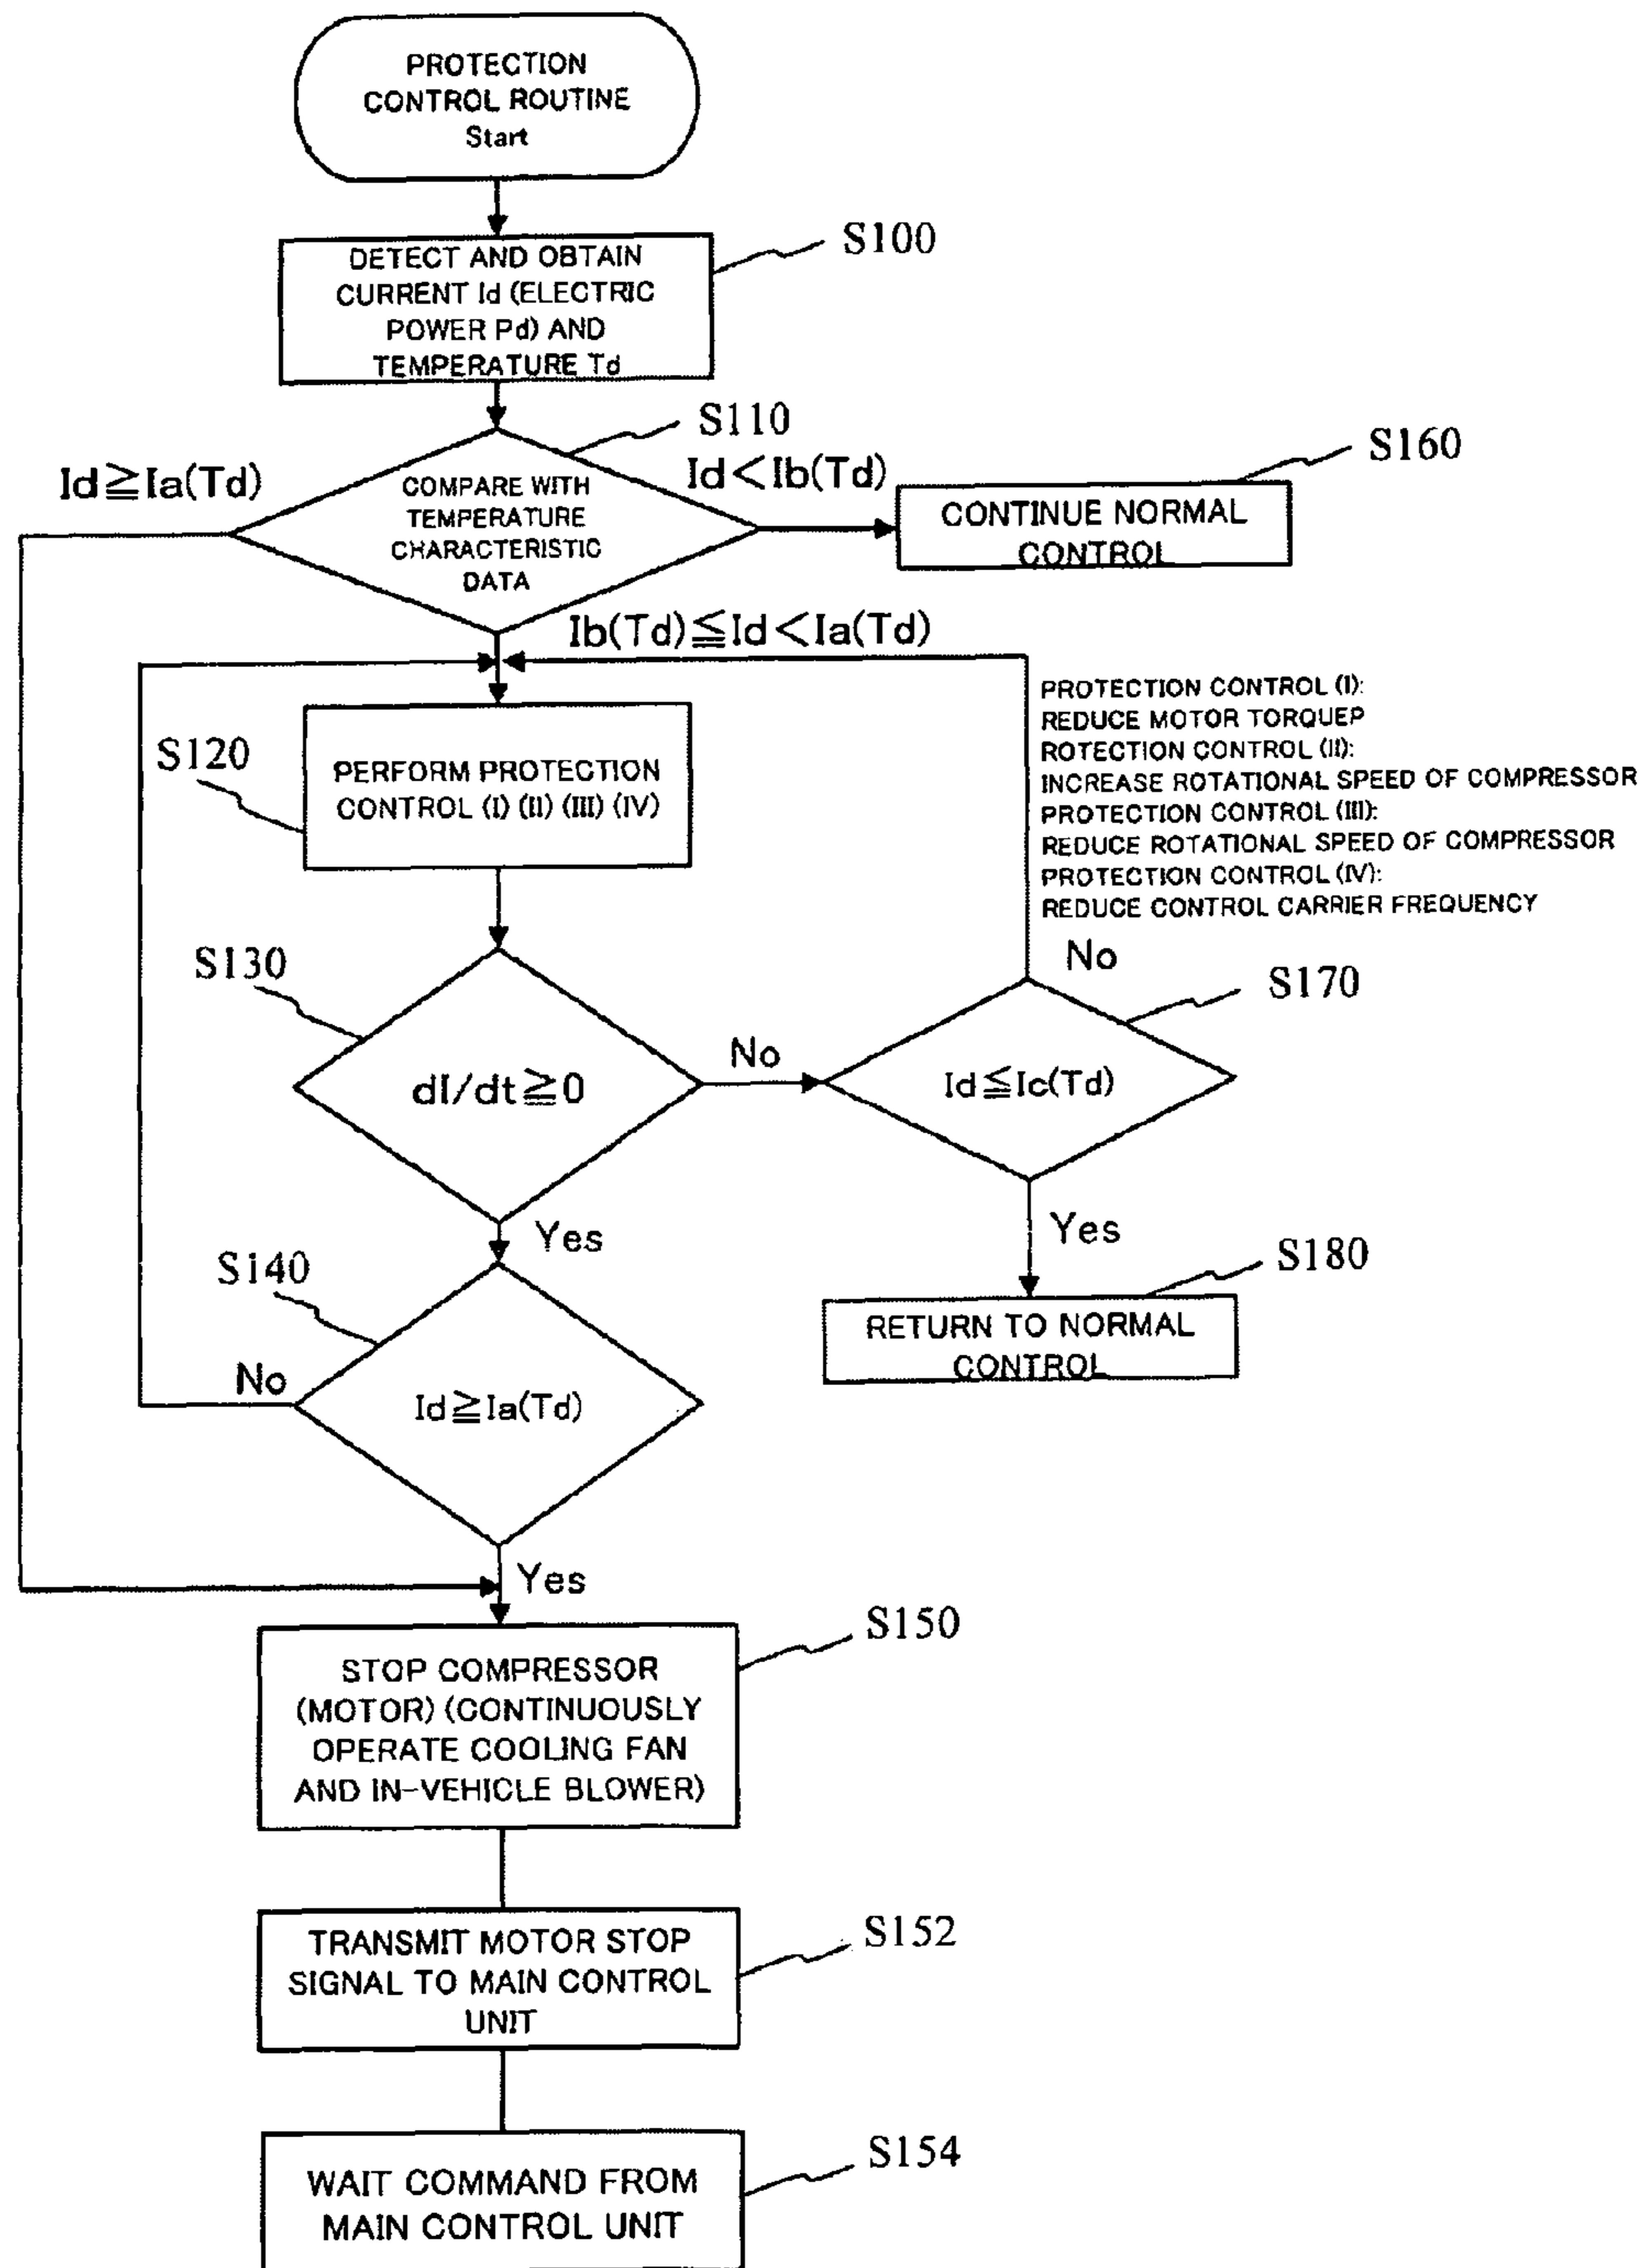 PROTECTION
CONTROL ROUTINE
Start
DETECT AND OBTAIN
CURRENT Id (ELECTRIC
POWER Pd) AND
TEMPERATURE Td
S100
S110
Id≧Ia(Td)
COMPARE WITH
TEMPERATURE
CHARACTERISTIC
DATA
Id<Ib(Td)
S160
CONTINUE NORMAL
CONTROL
Ib(Td)≦Id<Ia(Td)
PROTECTION CONTROL (I):
REDUCE MOTOR TORQUEP
ROTECTION CONTROL (II):
INCREASE ROTATIONAL SPEED OF COMPRESSOR
PROTECTION CONTROL (III):
REDUCE ROTATIONAL SPEED OF COMPRESSOR
PROTECTION CONTROL (IV):
REDUCE CONTROL CARRIER FREQUENCY
S120
PERFORM PROTECTION
CONTROL (I) (II) (III) (IV)
S130
dI/dt≧0
No
No
S170
Id≦Ic(Td)
Yes
Yes
S180
RETURN TO NORMAL
CONTROL
S140
No
Id≧Ia(Td)
Yes
S150
STOP COMPRESSOR
(MOTOR) (CONTINUOUSLY
OPERATE COOLING FAN
AND IN-VEHICLE BLOWER)
S152
TRANSMIT MOTOR STOP
SIGNAL TO MAIN CONTROL
UNIT
S154
WAIT COMMAND FROM
MAIN CONTROL UNIT